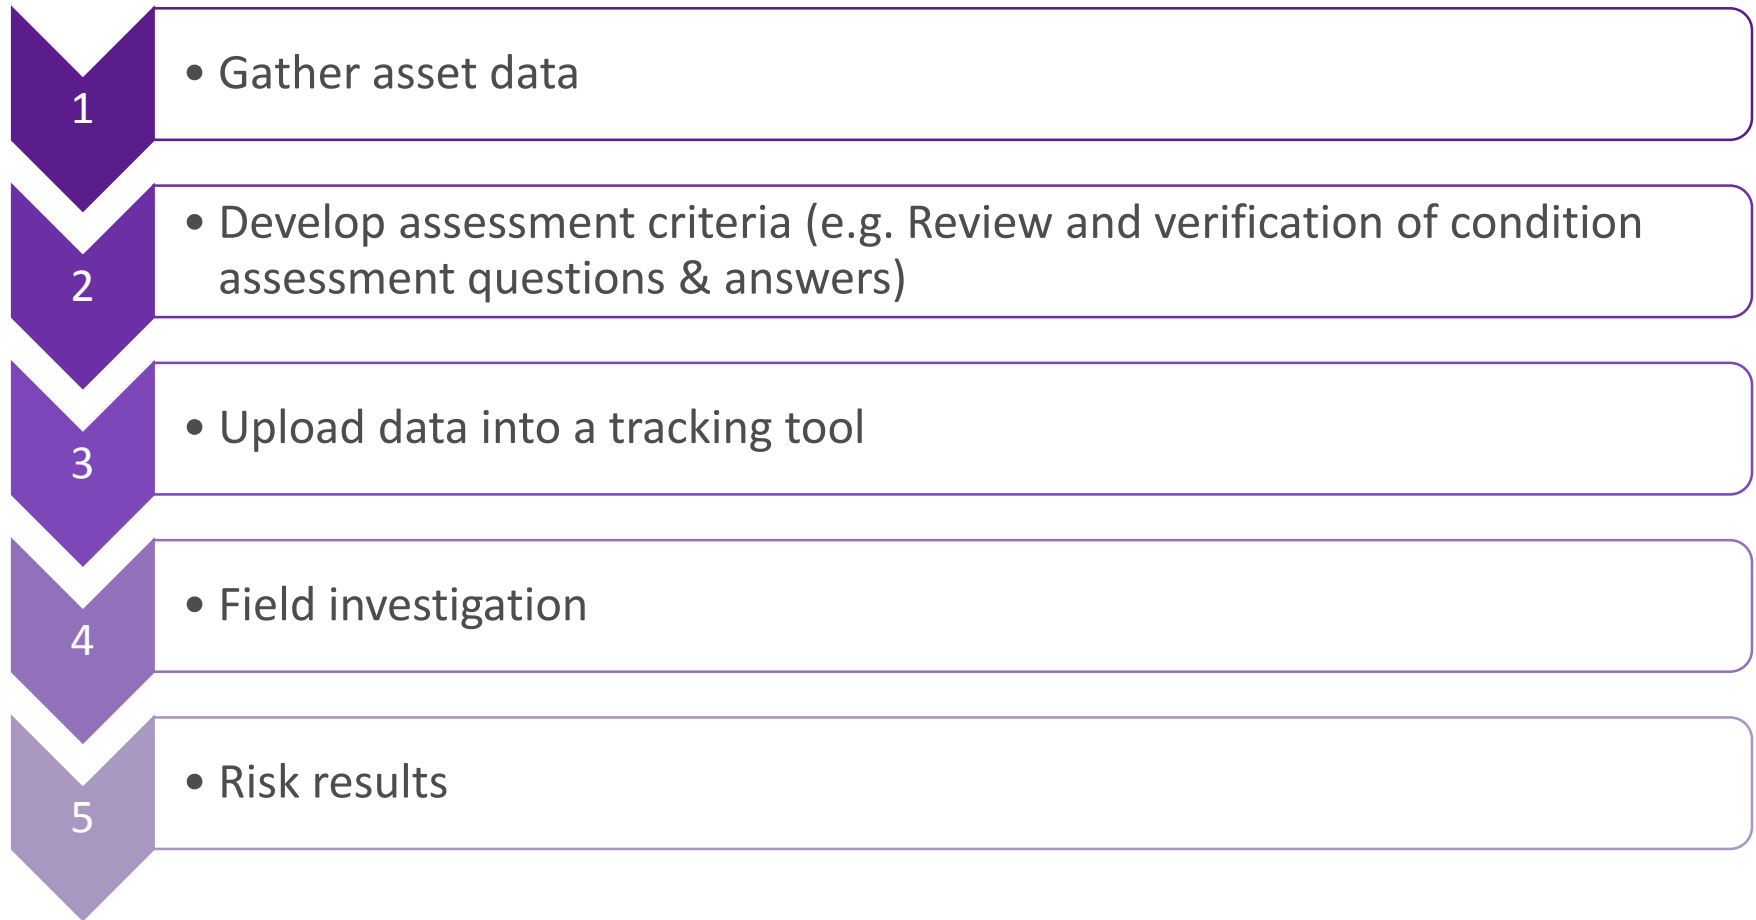 1
• Gather asset data
2
• Develop assessment criteria (e.g. Review and verification of condition
assessment questions & answers)
3
• Upload data into a tracking tool
4
• Field investigation
5
• Risk results